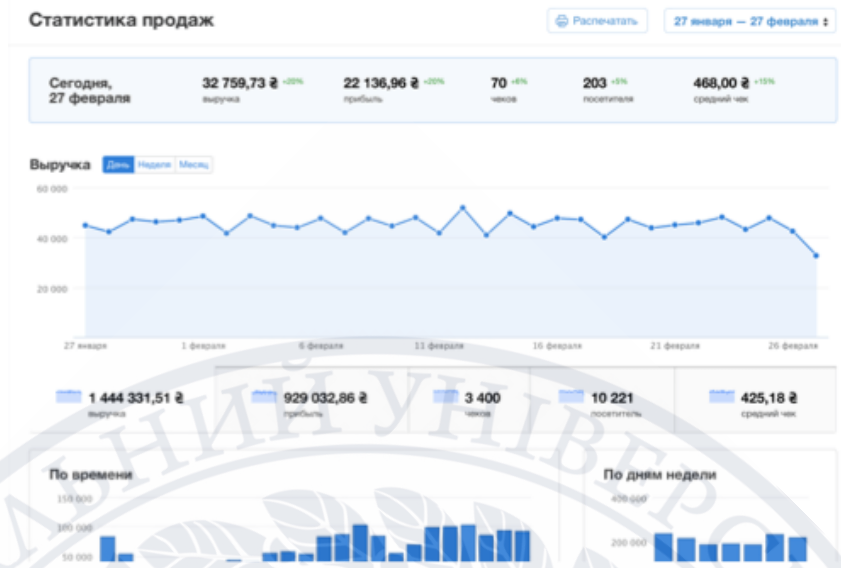 Статистика продаж
Распечатать
27 января — 27 февраля
Сегодня,
27 февраля
32 759,73 ₴ +20%
выручка
22 136,96 ₴ +20%
прибыль
70 +6%
чеков
203 +5%
посетителя
468,00 ₴ +15%
средний чек
Выручка День Неделя Месяц
60 000
40 000
20 000
27 января 1 февраля 6 февраля 11 февраля 16 февраля 21 февраля 26 февраля
1 444 331,51 ₴
выручка
929 032,86 ₴
прибыль
3 400
чеков
10 221
посетитель
425,18 ₴
средний чек
По времени
150 000
100 000
50 000
По дням недели
400 000
200 000
ЛЬНИЙ УНІВЕР